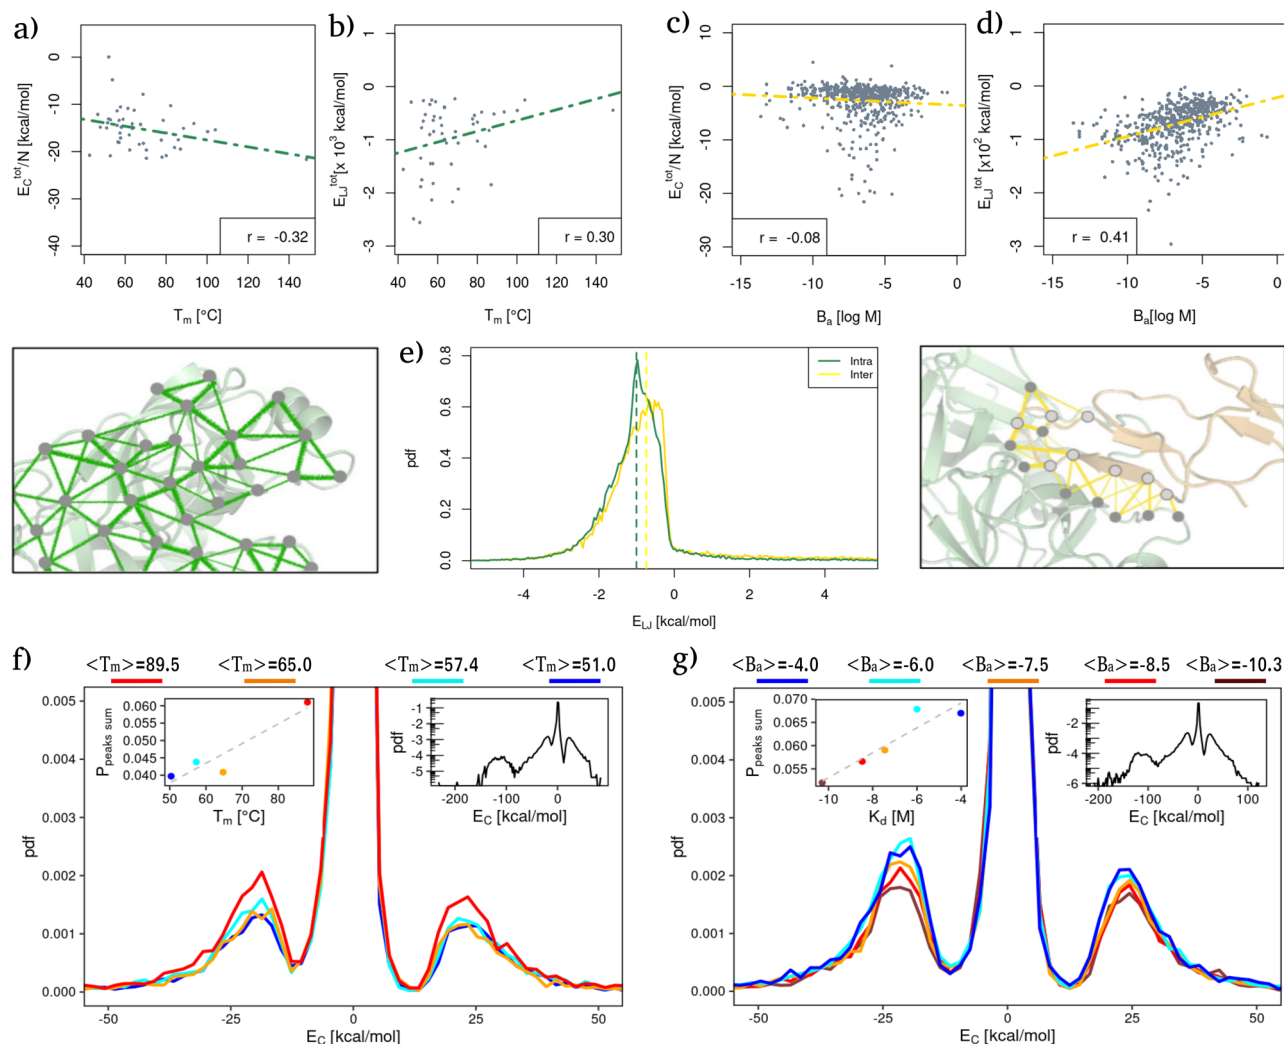 a)
E_C^tot/N [kcal/mol]
0
-10
-20
-30
-40
r = -0.32
40 60 80 100 120 140
T_m [°C]
b)
E_LJ^tot[x 10^3 kcal/mol)
1
0
-1
-2
-3
r = 0.30
40 60 80 100 120 140
T_m [°C]
c)
E_C^tot/N [kcal/mol]
10
0
-10
-20
-30
r = -0.08
-15 -10 -5 0
B_a [log M]
d)
E_LJ^tot [x10^2 kcal/mol)
1
0
-1
-2
-3
r = 0.41
-15 -10 -5 0
B_a[log M]
e)
pdf
0.8
0.6
0.4
0.2
0.0
Intra
Inter
-4 -2 0 2 4
E_LJ [kcal/mol]
f)
<T_m>=89.5 <T_m>=65.0 <T_m>=57.4 <T_m>=51.0
pdf
0.005
0.004
0.003
0.002
0.001
0.000
P_peaks sum
0.060
0.055
0.050
0.045
0.040
50 60 70 80
T_m [°C]
pdf
-1
-2
-3
-4
-5
-200 -100 0
E_C [kcal/mol]
-50 -25 0 25 50
E_C [kcal/mol]
g)
<B_a>=-4.0 <B_a>=-6.0 <B_a>=-7.5 <B_a>=-8.5 <B_a>=-10.3
pdf
0.005
0.004
0.003
0.002
0.001
0.000
P_peaks sum
0.070
0.065
0.060
0.055
-10 -8 -6 -4
K_d [M]
pdf
-2
-4
-6
-200 -100 0 100
E_C [kcal/mol]
-50 -25 0 25 50
E_C [kcal/mol]